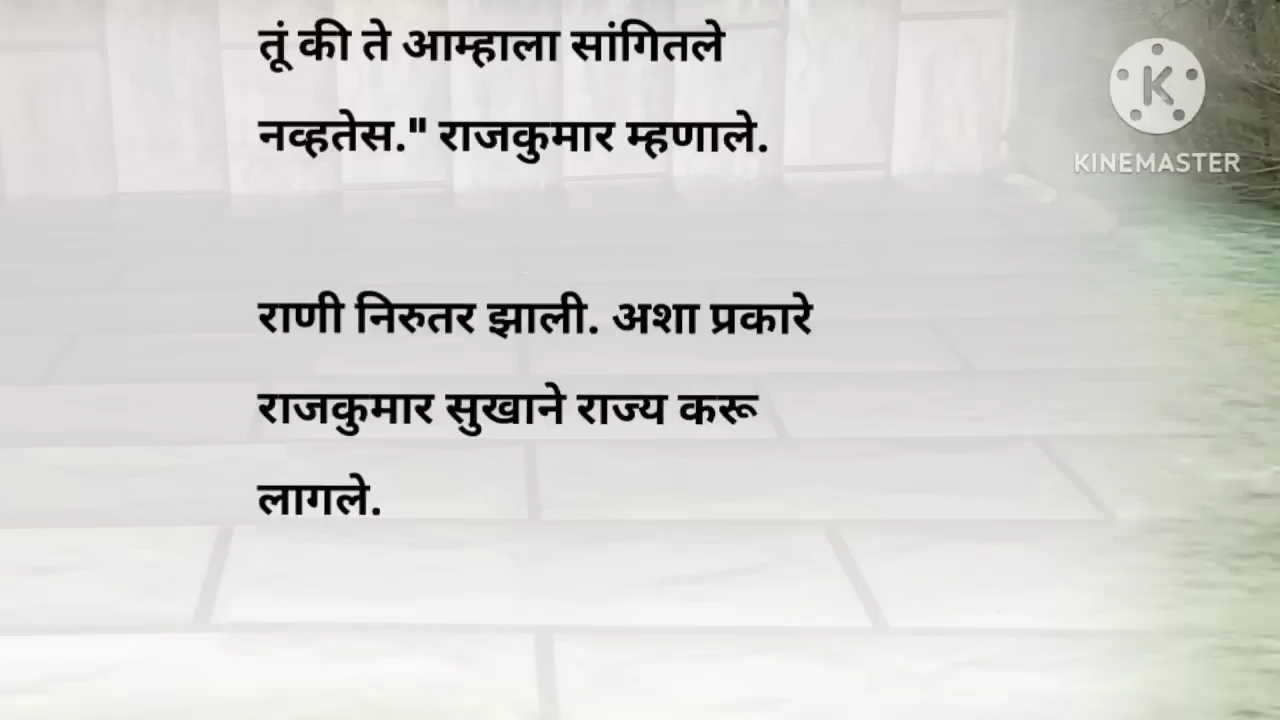 तूं की ते आम्हाला सांगितले
नव्हतेस." राजकुमार म्हणाले.
राणी निरुतर झाली. अशा प्रकारे
राजकुमार सुखाने राज्य करू
लागले.
K
KINEMASTER